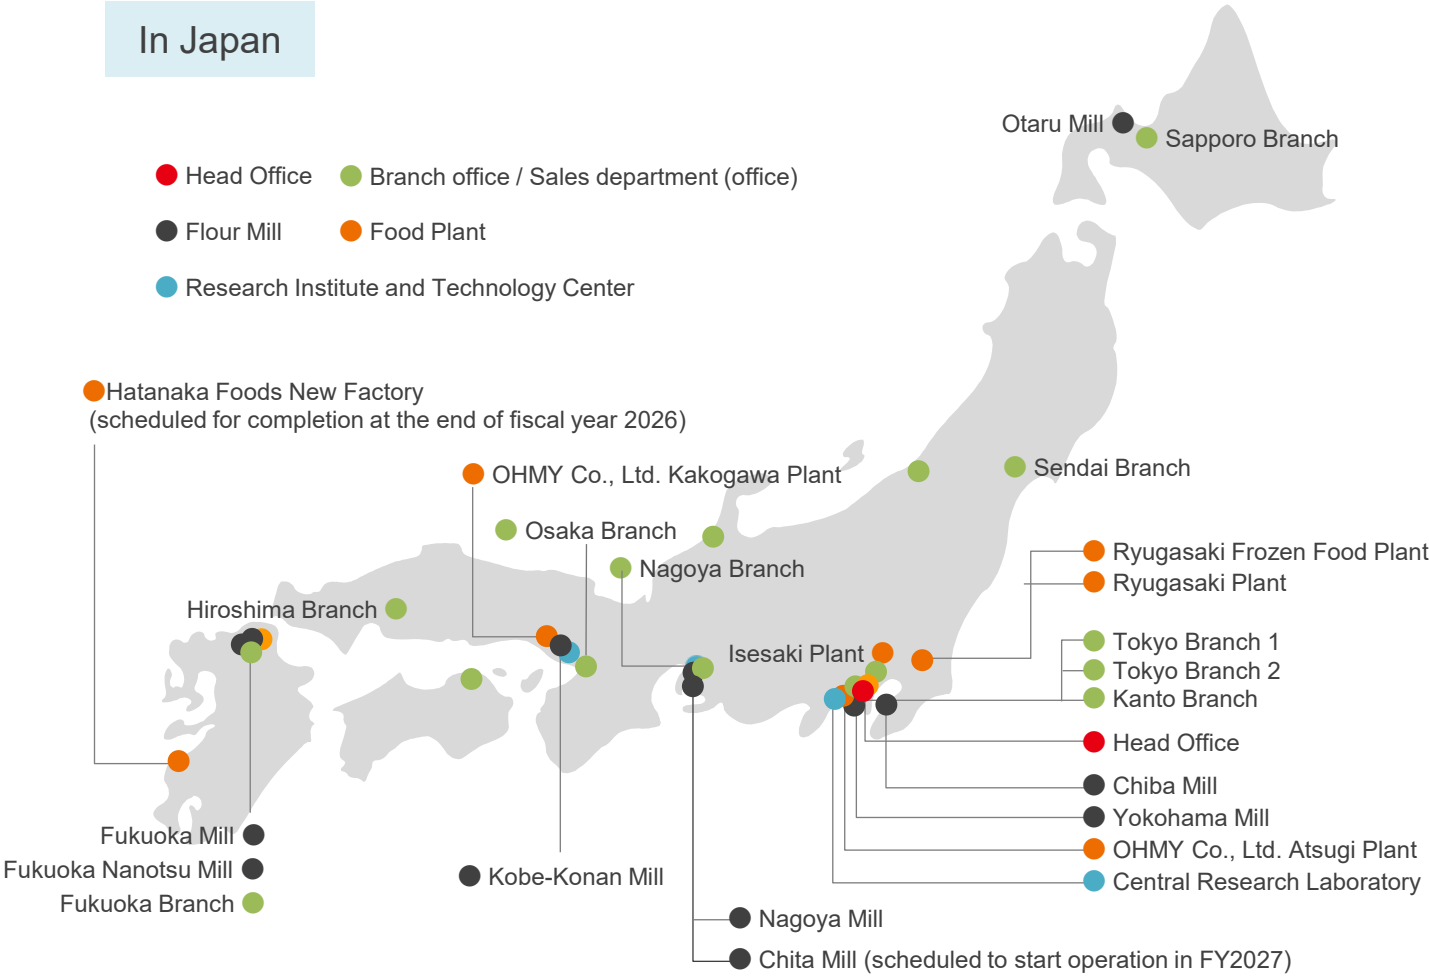 In Japan
Head Office
Branch office / Sales department (office)
Flour Mill
Food Plant
Research Institute and Technology Center
Otaru Mill
Sapporo Branch
Hatanaka Foods New Factory
(scheduled for completion at the end of fiscal year 2026)
OHMY Co., Ltd. Kakogawa Plant
Sendai Branch
Osaka Branch
Nagoya Branch
Hiroshima Branch
Isesaki Plant
Ryugasaki Frozen Food Plant
Ryugasaki Plant
Tokyo Branch 1
Tokyo Branch 2
Kanto Branch
Head Office
Chiba Mill
Yokohama Mill
OHMY Co., Ltd. Atsugi Plant
Central Research Laboratory
Fukuoka Mill
Fukuoka Nanotsu Mill
Fukuoka Branch
Kobe-Konan Mill
Nagoya Mill
Chita Mill (scheduled to start operation in FY2027)